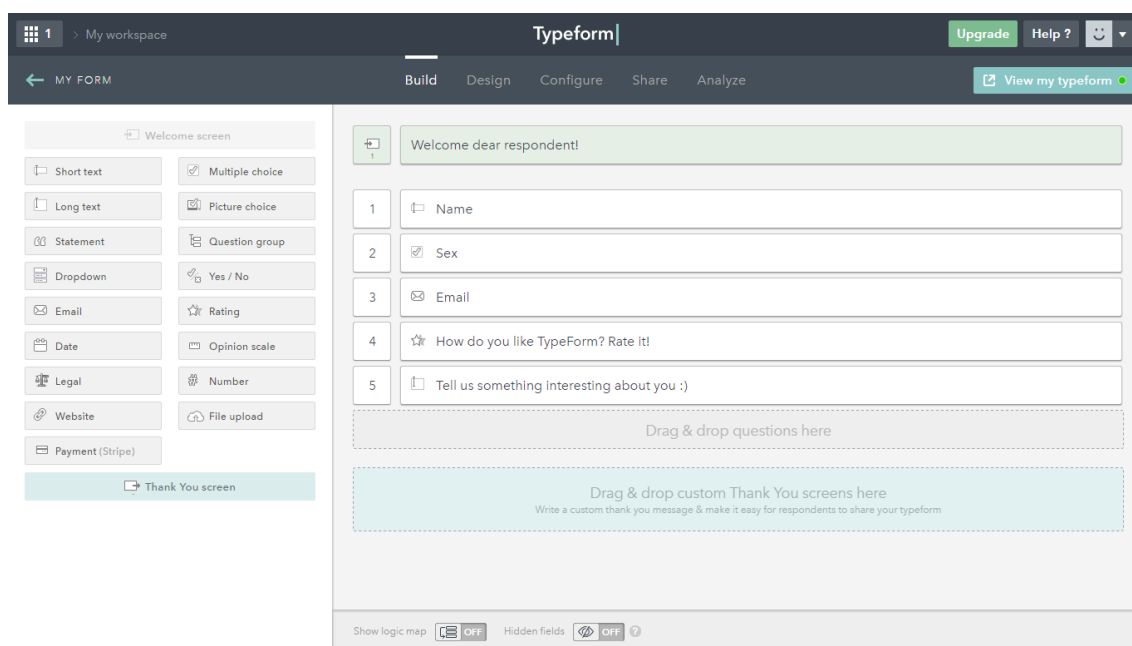 1 > My workspace
Typeform
Upgrade
Help ?
MY FORM
Build Design Configure Share Analyze
View my typeform
Welcome screen
Short text
Multiple choice
Long text
Picture choice
Statement
Question group
Dropdown
Yes / No
Email
Rating
Date
Opinion scale
Legal
Number
Website
File upload
Payment (Stripe)
Thank You screen
1
Welcome dear respondent!
1 Name
2 Sex
3 Email
4 How do you like TypeForm? Rate it!
5 Tell us something interesting about you :)
Drag & drop questions here
Drag & drop custom Thank You screens here
Write a custom thank you message & make it easy for respondents to share your typeform
Show logic map OFF Hidden fields OFF ?